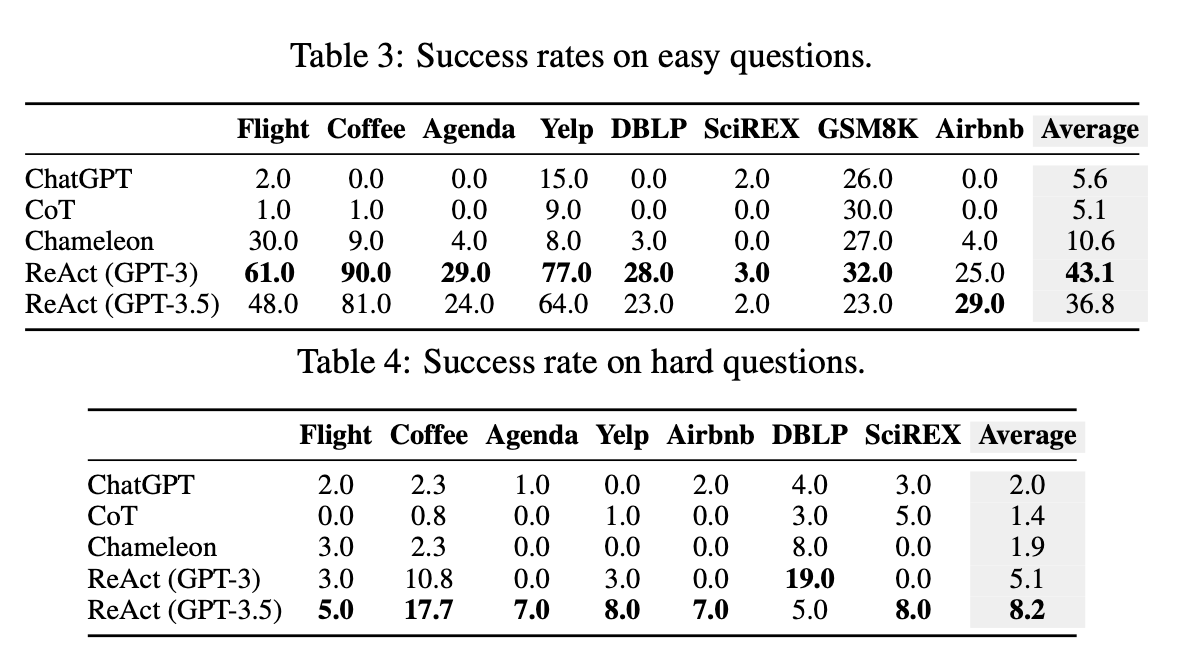 Table 3: Success rates on easy questions.
Flight Coffee Agenda Yelp DBLP SciREX GSM8K Airbnb Average
ChatGPT 2.0 0.0 0.0 15.0 0.0 2.0 26.0 0.0 5.6
CoT 1.0 1.0 0.0 9.0 0.0 0.0 30.0 0.0 5.1
Chameleon 30.0 9.0 4.0 8.0 3.0 0.0 27.0 4.0 10.6
ReAct (GPT-3) 61.0 90.0 29.0 77.0 28.0 3.0 32.0 25.0 43.1
ReAct (GPT-3.5) 48.0 81.0 24.0 64.0 23.0 2.0 23.0 29.0 36.8
Table 4: Success rate on hard questions.
Flight Coffee Agenda Yelp Airbnb DBLP SciREX Average
ChatGPT 2.0 2.3 1.0 0.0 2.0 4.0 3.0 2.0
CoT 0.0 0.8 0.0 1.0 0.0 3.0 5.0 1.4
Chameleon 3.0 2.3 0.0 0.0 0.0 8.0 0.0 1.9
ReAct (GPT-3) 3.0 10.8 0.0 3.0 0.0 19.0 0.0 5.1
ReAct (GPT-3.5) 5.0 17.7 7.0 8.0 7.0 5.0 8.0 8.2